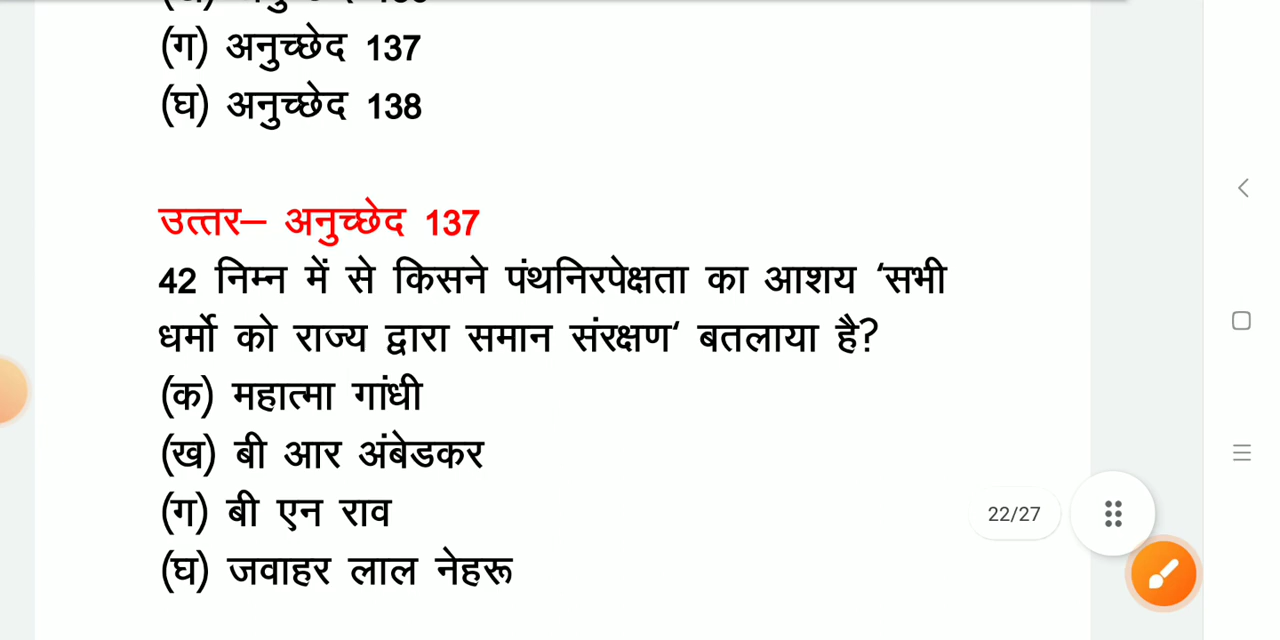 (ग) अनुच्छेद 137
(घ) अनुच्छेद 138
उत्तर– अनुच्छेद 137
42 निम्न में से किसने पंथनिरपेक्षता का आशय ‘सभी
धर्मो को राज्य द्वारा समान संरक्षण‘ बतलाया है?
(क) महात्मा गांधी
(ख) बी आर अंबेडकर
(ग) बी एन राव
22/27
(घ) जवाहर लाल नेहरू